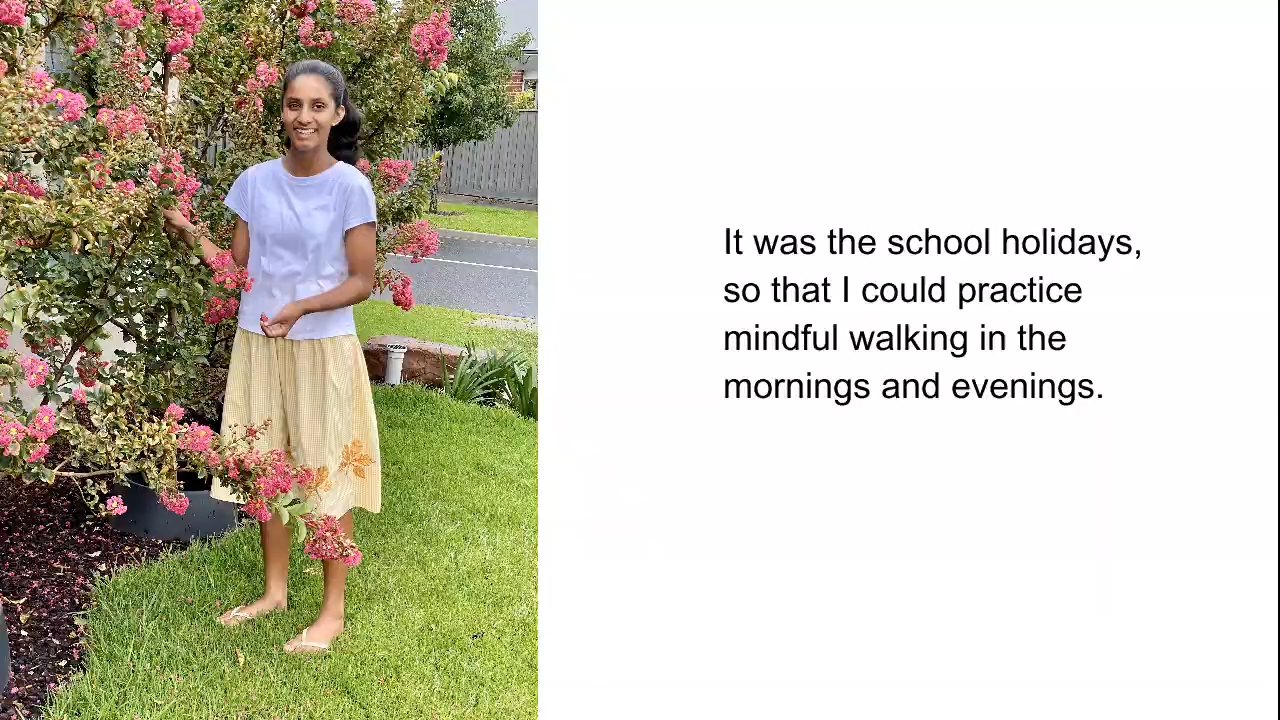 It was the school holidays,
so that I could practice
mindful walking in the
mornings and evenings.